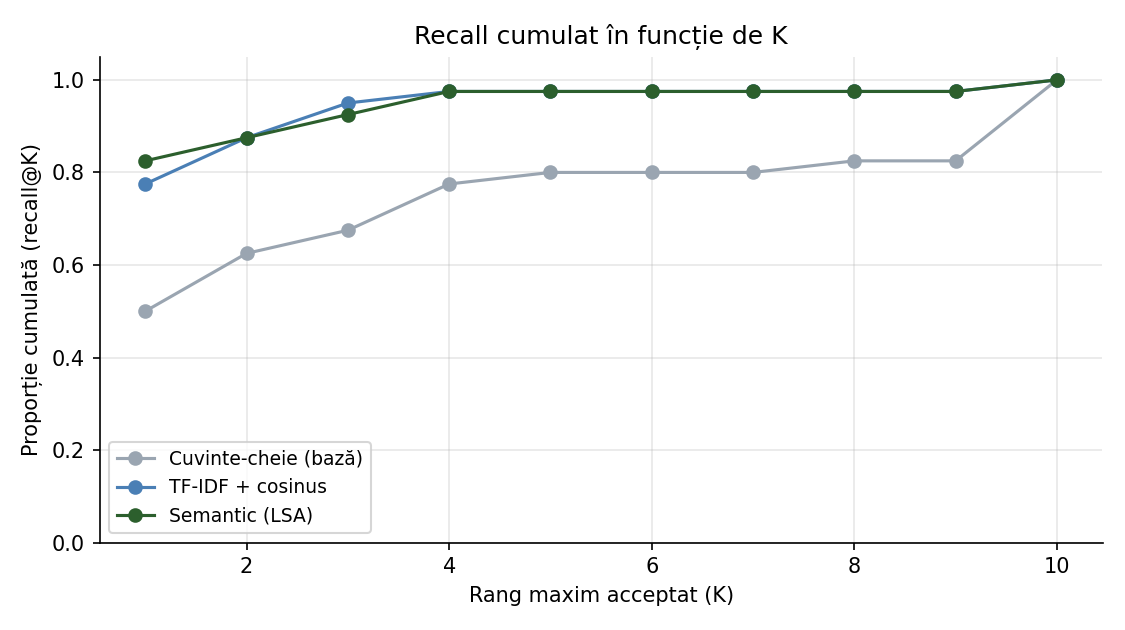 Recall cumulat în funcție de K
Proporție cumulată (recall@K)
1.0
0.8
0.6
0.4
0.2
0.0
Cuvinte-cheie (bază)
TF-IDF + cosinus
Semantic (LSA)
2 4 6 8 10
Rang maxim acceptat (K)